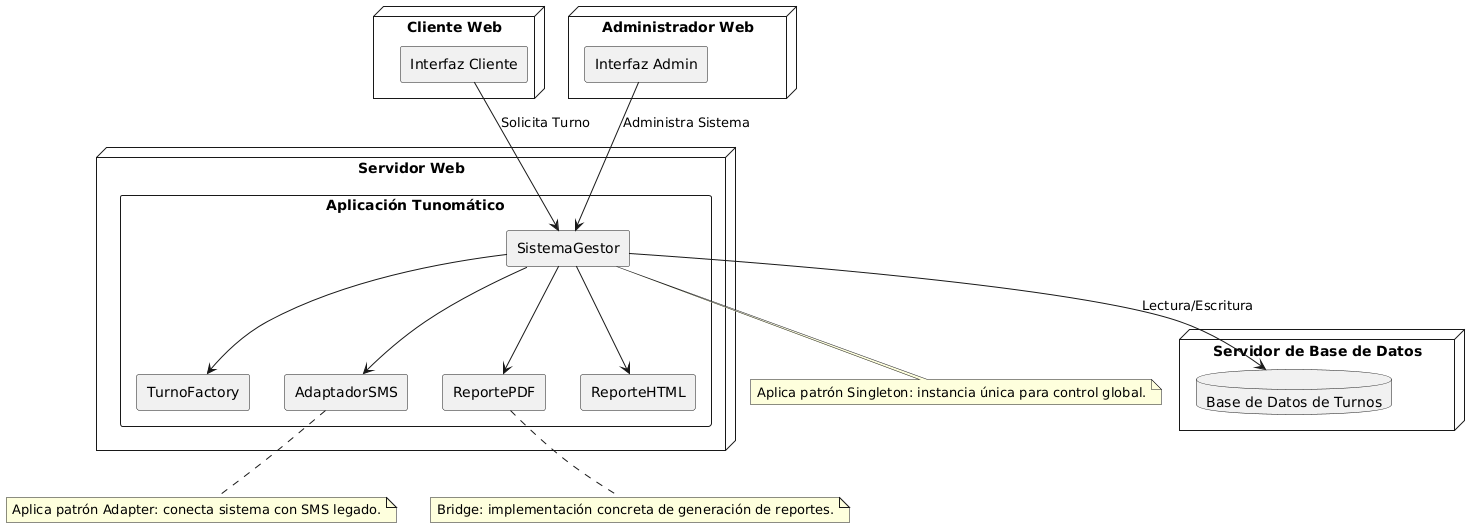 Cliente Web
Administrador Web
Interfaz Cliente
Interfaz Admin
Solicita Turno
Administra Sistema
Servidor Web
Aplicación Tunomático
SistemaGestor
Lectura/Escritura
Servidor de Base de Datos
TurnoFactory
AdaptadorSMS
ReportePDF
ReporteHTML
Aplica patrón Singleton: instancia única para control global.
Base de Datos de Turnos
Aplica patrón Adapter: conecta sistema con SMS legado.
Bridge: implementación concreta de generación de reportes.